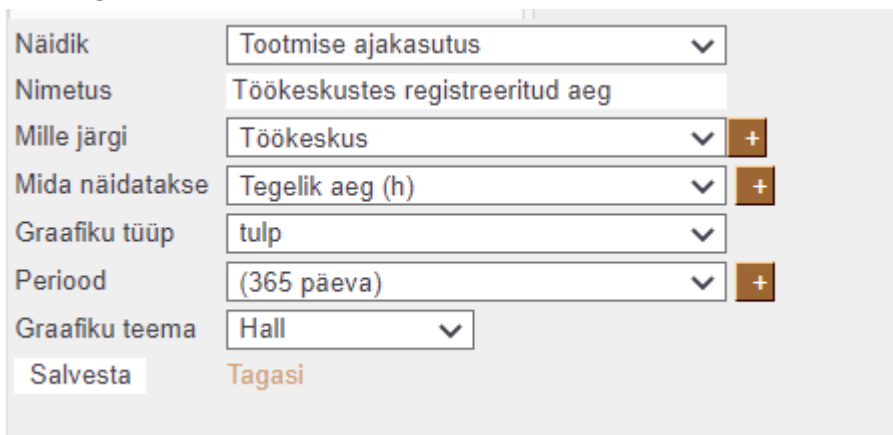 Näidik Tootmise ajakasutus
Nimetus Töökeskustes registreeritud aeg
Mille järgi Töökeskus +
Mida näidatakse Tegelik aeg (h) +
Graafiku tüüp tulp
Periood (365 päeva) +
Graafiku teema Hall
Salvesta Tagasi